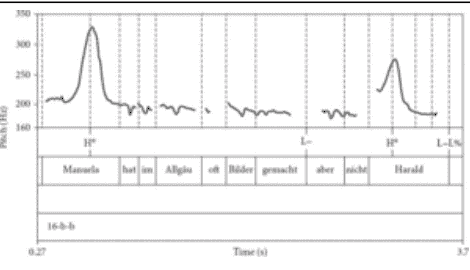 350
300
250
200
160
Pitch (Hz)
H* L– H* L–L%
Manuela hat im Allgäu oft Bilder gemacht aber nicht Harald
16-b-b
0.27 Time (s) 3.7